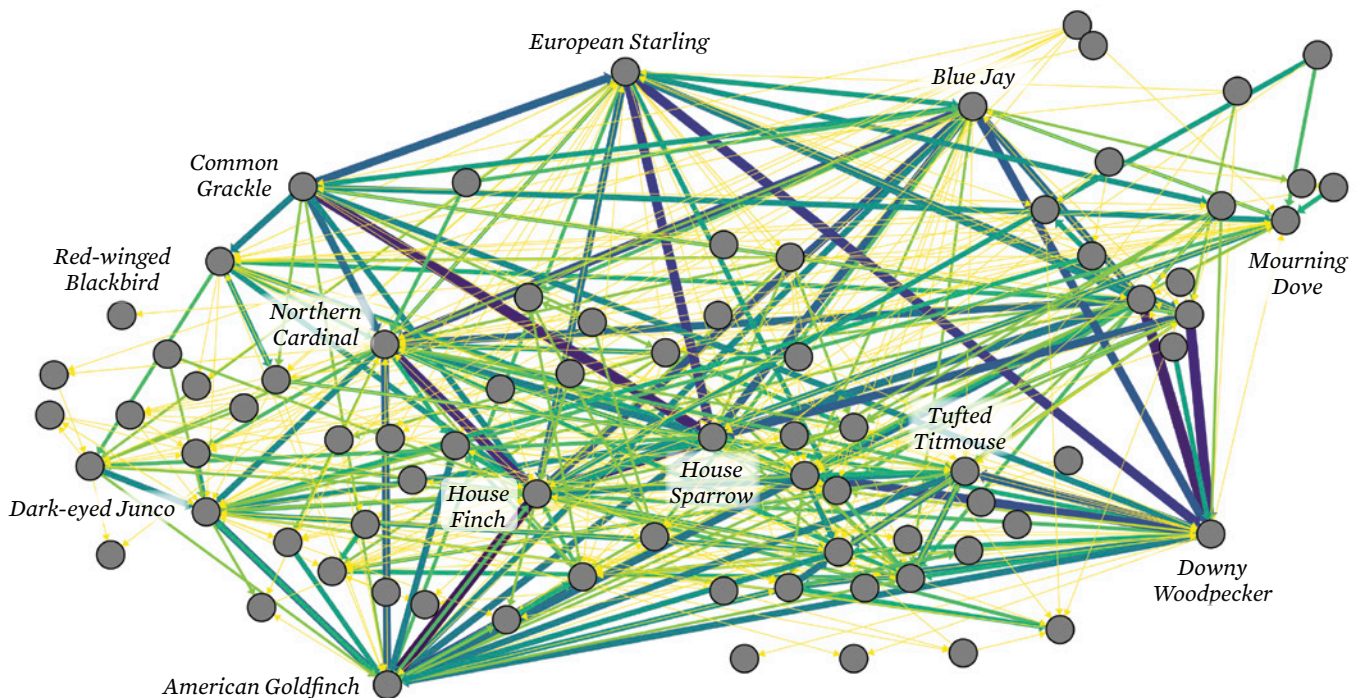 European Starling
Blue Jay
Common
Grackle
Red-winged
Blackbird
Mourning
Dove
Northern
Cardinal
Tufted
Titmouse
House
Sparrow
House
Finch
Dark-eyed Junco
Downy
Woodpecker
American Goldfinch